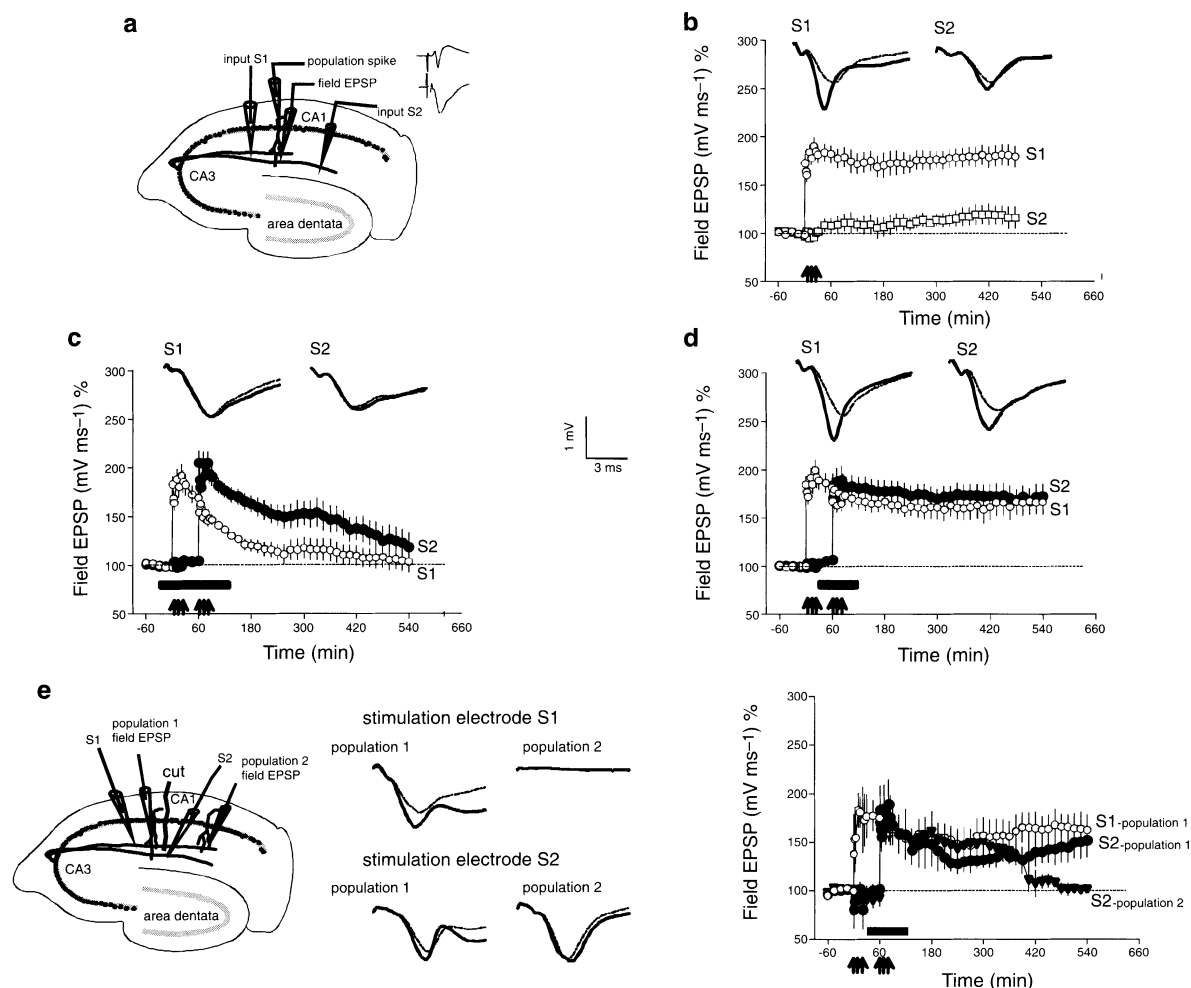 a
input S1
population spike
field EPSP
CA1
input S2
CA3
area dentata
b
S1
S2
Field EPSP (mV ms–1) %
300
250
200
150
100
50
S1
S2
-60
60
180
300
420
540
660
Time (min)
c
S1
S2
Field EPSP (mV ms–1) %
300
250
200
150
100
50
S2
S1
-60
60
180
300
420
540
660
Time (min)
1 mV
3 ms
d
S1
S2
Field EPSP (mV ms–1) %
300
250
200
150
100
50
S2
S1
-60
60
180
300
420
540
660
Time (min)
e
population 1
field EPSP
S1
cut
S2
population 2
field EPSP
CA1
CA3
area dentata
stimulation electrode S1
population 1
population 2
stimulation electrode S2
population 1
population 2
Field EPSP (mV ms–1) %
300
250
200
150
100
50
S1-population 1
S2-population 1
S2-population 2
-60
60
180
300
420
540
660
Time (min)